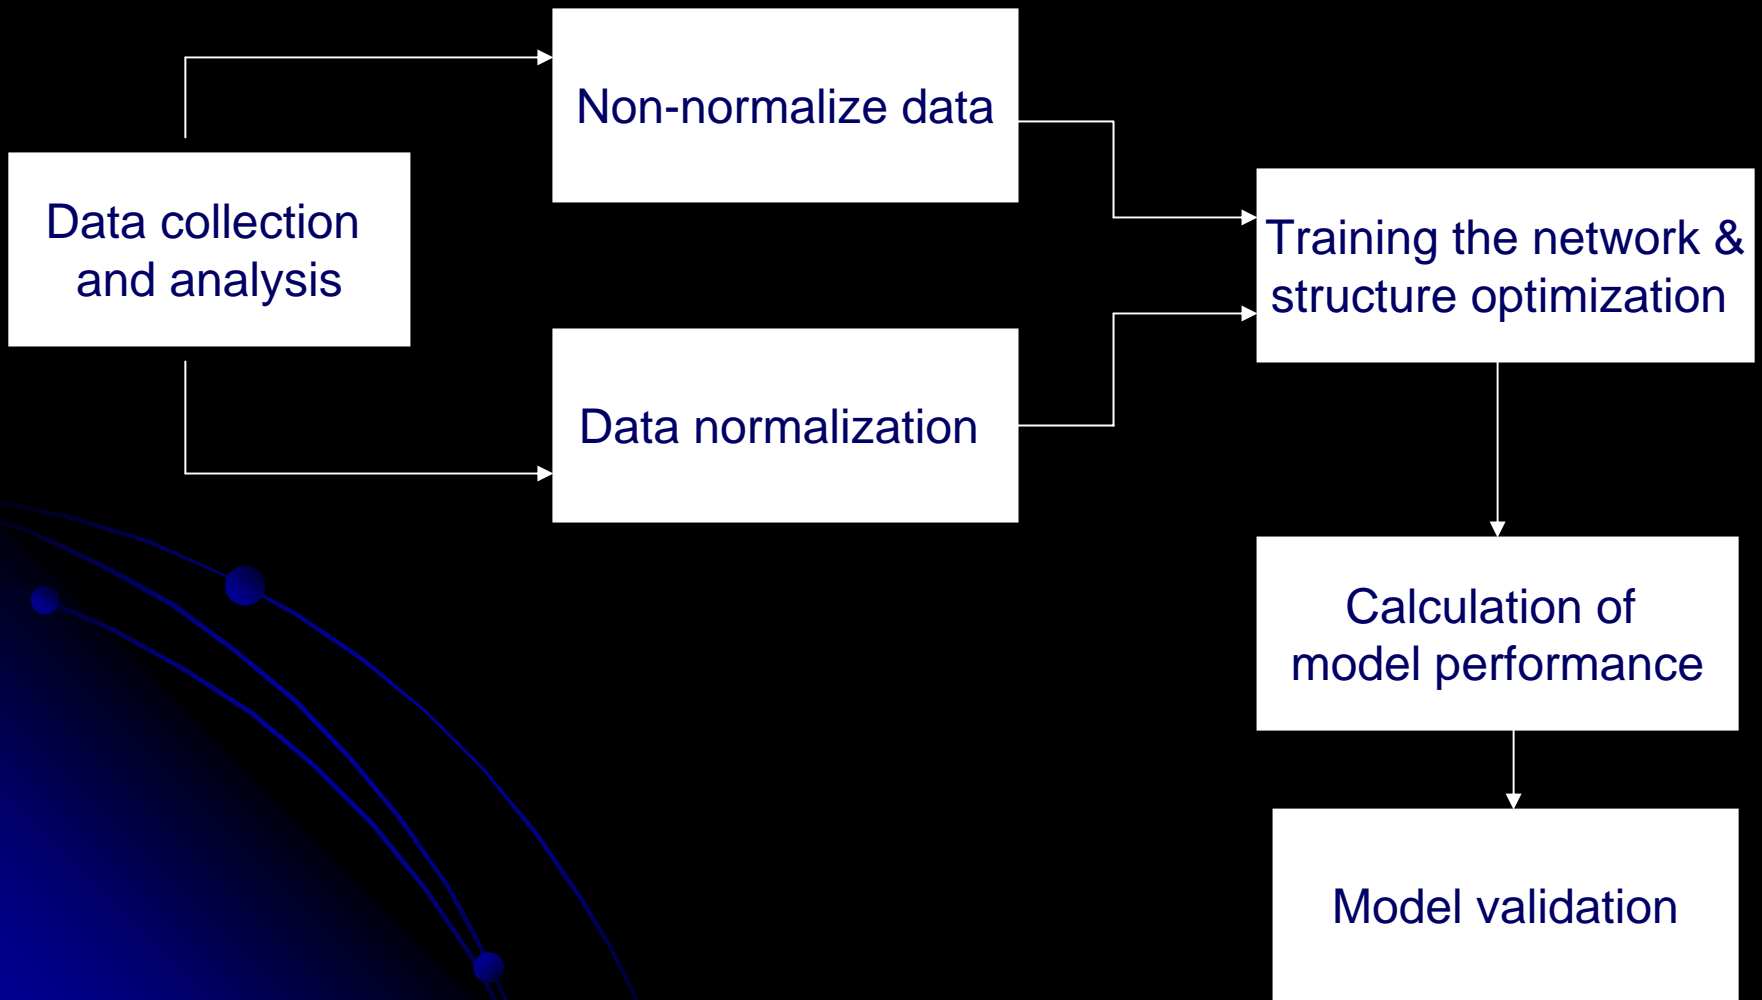 Non-normalize data
Data collection
and analysis
Training the network &
structure optimization
Data normalization
Calculation of
model performance
Model validation